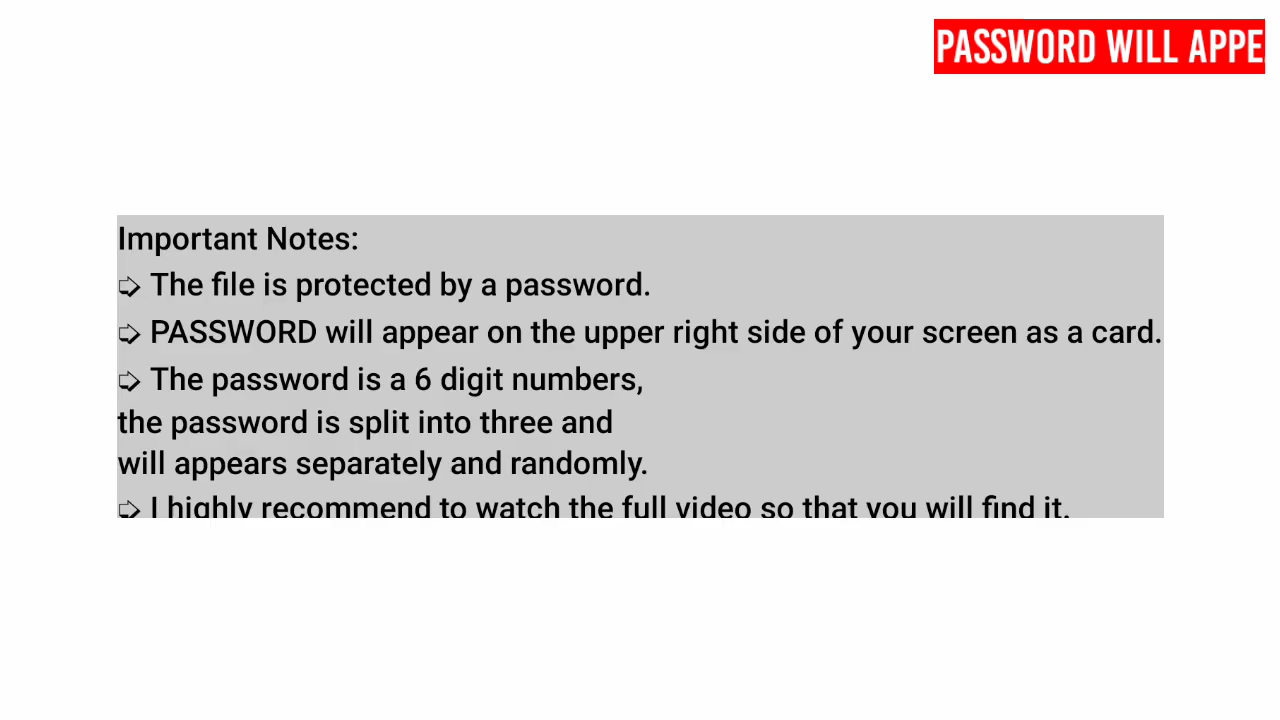 PASSWORD WILL APPE
Important Notes:
➩ The file is protected by a password.
➩ PASSWORD will appear on the upper right side of your screen as a card.
➩ The password is a 6 digit numbers,
the password is split into three and
will appears separately and randomly.
➩ I highly recommend to watch the full video so that you will find it.